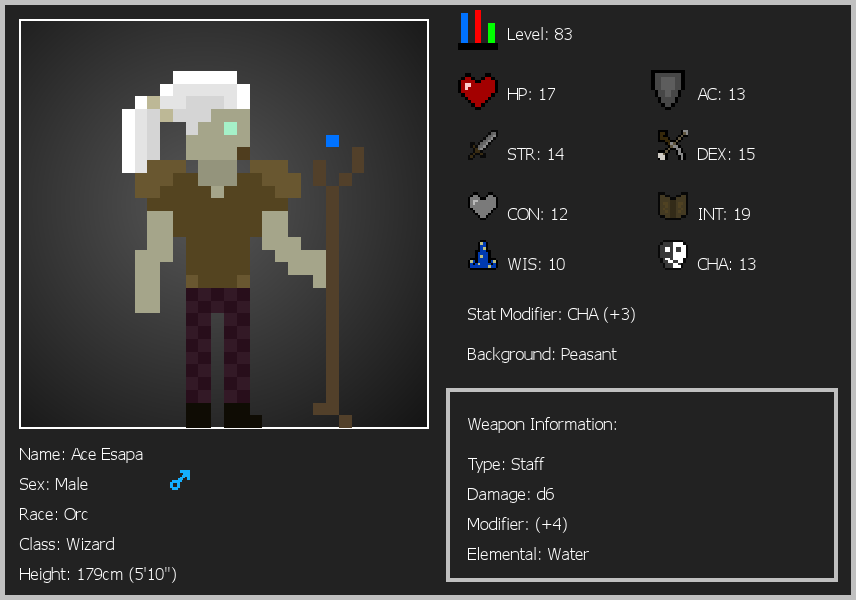 Level: 83
HP: 17
AC: 13
STR: 14
DEX: 15
CON: 12
INT: 19
WIS: 10
CHA: 13
Stat Modifier: CHA (+3)
Background: Peasant
Weapon Information:
Type: Staff
Damage: d6
Modifier: (+4)
Elemental: Water
Name: Ace Esapa
Sex: Male
Race: Orc
Class: Wizard
Height: 179cm (5'10")